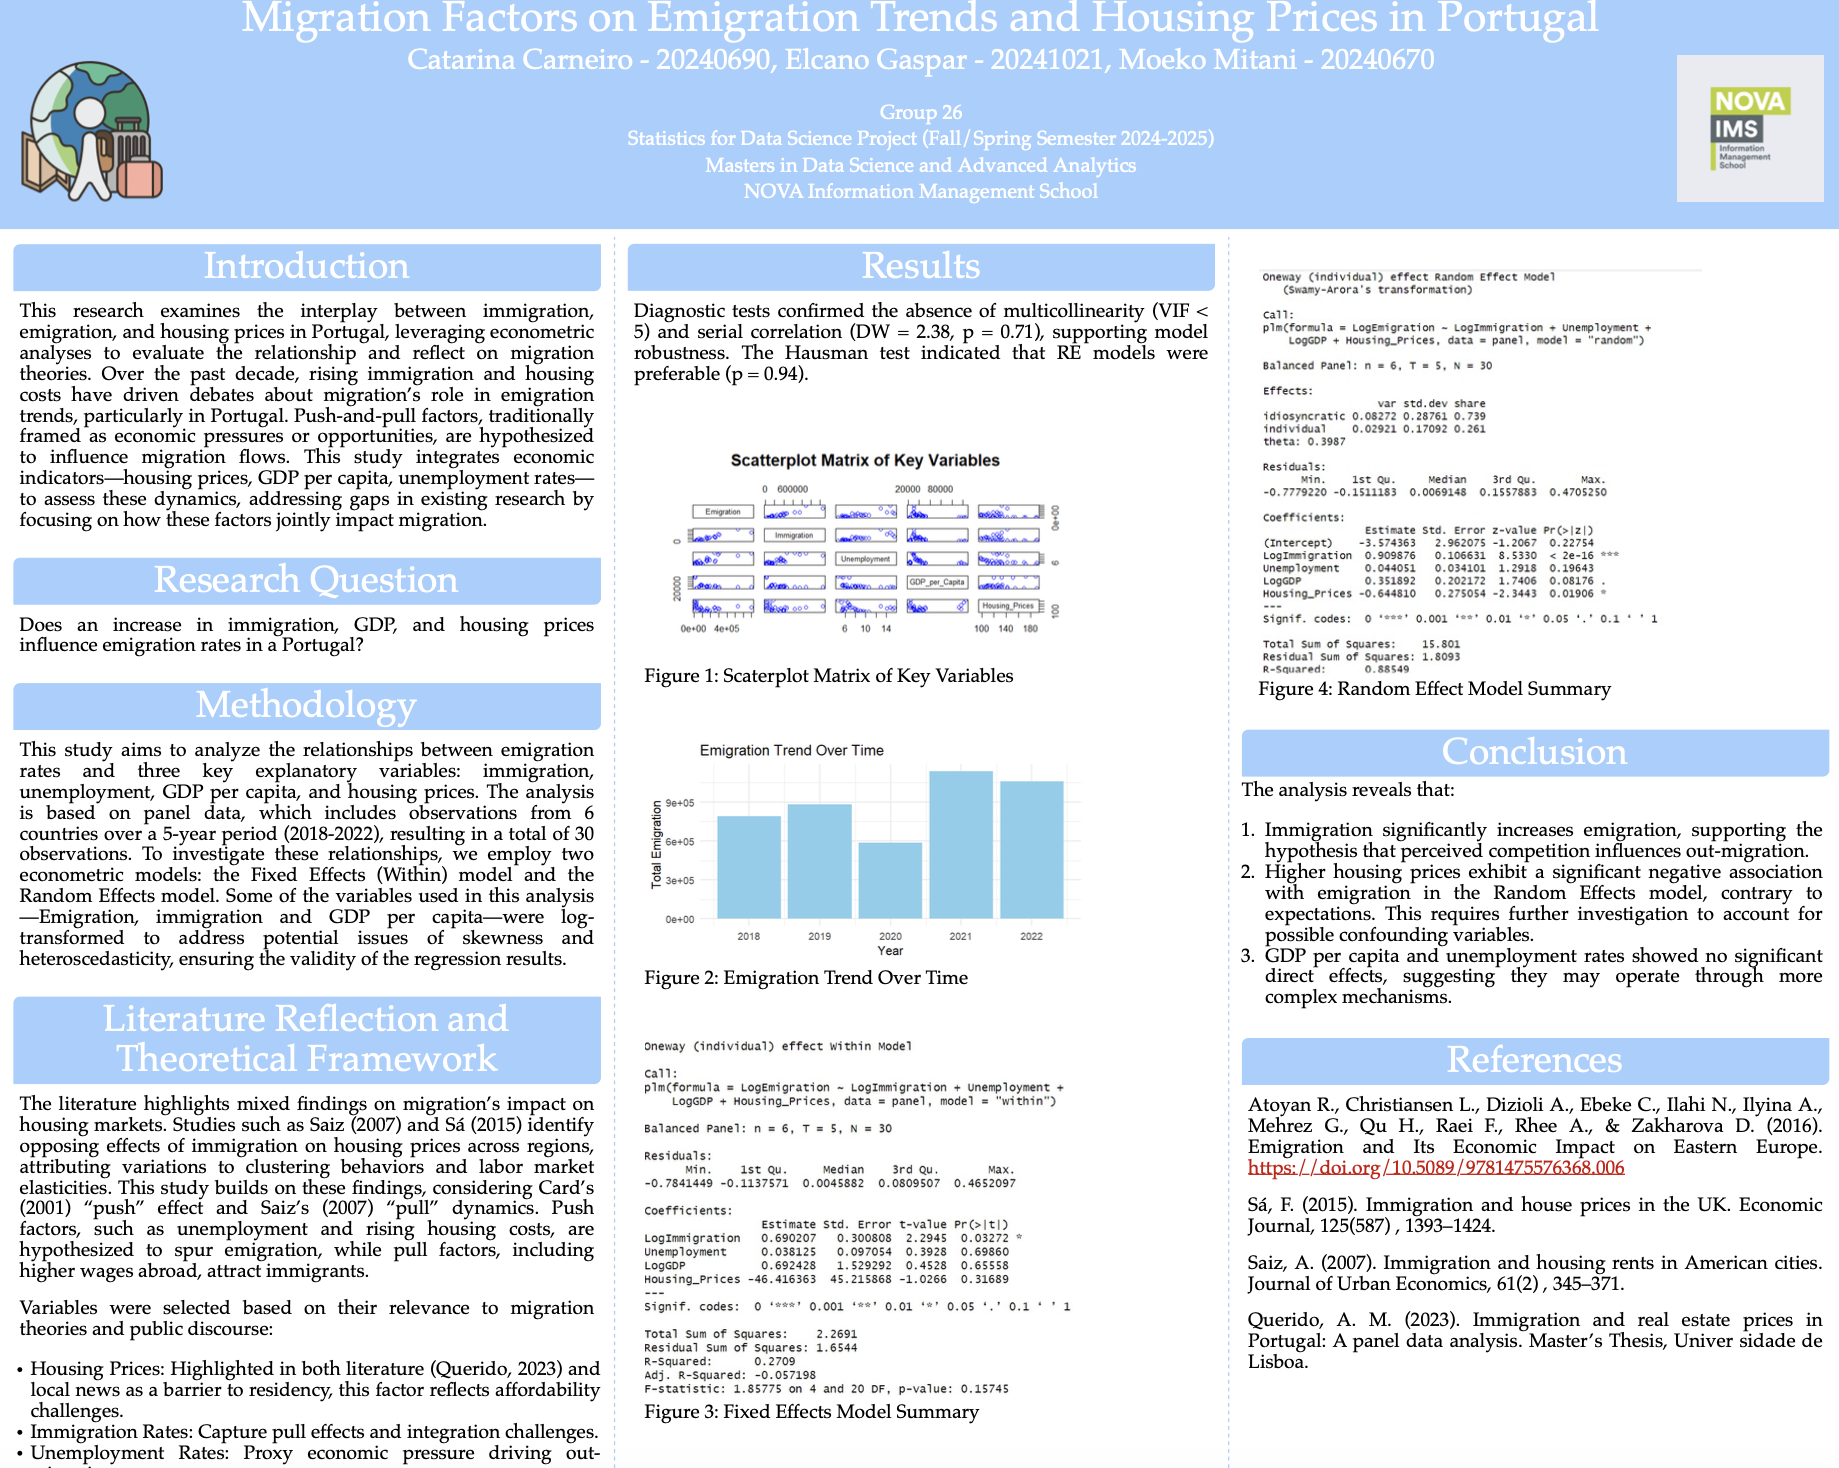 Migration Factors on Emigration Trends and Housing Prices in Portugal
Catarina Carneiro - 20240690, Elcano Gaspar - 20241021, Moeko Mitani - 20240670
Group 26
Statistics for Data Science Project (Fall/Spring Semester 2024-2025)
Masters in Data Science and Advanced Analytics
NOVA Information Management School
NOVA
IMS
Information
Management
School
Introduction
This research examines the interplay between immigration,
emigration, and housing prices in Portugal, leveraging econometric
analyses to evaluate the relationship and reflect on migration
theories. Over the past decade, rising immigration and housing
costs have driven debates about migration's role in emigration
trends, particularly in Portugal. Push-and-pull factors, traditionally
framed as economic pressures or opportunities, are hypothesized
to influence migration flows. This study integrates economic
indicators—housing prices, GDP per capita, unemployment rates—
to assess these dynamics, addressing gaps in existing research by
focusing on how these factors jointly impact migration.
Research Question
Does an increase in immigration, GDP, and housing prices
influence emigration rates in a Portugal?
Methodology
This study aims to analyze the relationships between emigration
rates and three key explanatory variables: immigration,
unemployment, GDP per capita, and housing prices. The analysis
is based on panel data, which includes observations from 6
countries over a 5-year period (2018-2022), resulting in a total of 30
observations. To investigate these relationships, we employ two
econometric models: the Fixed Effects (Within) model and the
Random Effects model. Some of the variables used in this analysis
—Emigration, immigration and GDP per capita—were log-
transformed to address potential issues of skewness and
heteroscedasticity, ensuring the validity of the regression results.
Literature Reflection and
Theoretical Framework
The literature highlights mixed findings on migration's impact on
housing markets. Studies such as Saiz (2007) and Sá (2015) identify
opposing effects of immigration on housing prices across regions,
attributing variations to clustering behaviors and labor market
elasticities. This study builds on these findings, considering Card's
(2001) “push” effect and Saiz's (2007) “pull” dynamics. Push
factors, such as unemployment and rising housing costs, are
hypothesized to spur emigration, while pull factors, including
higher wages abroad, attract immigrants.
Variables were selected based on their relevance to migration
theories and public discourse:
• Housing Prices: Highlighted in both literature (Querido, 2023) and
local news as a barrier to residency, this factor reflects affordability
challenges.
• Immigration Rates: Capture pull effects and integration challenges.
• Unemployment Rates: Proxy economic pressure driving out-
Results
Diagnostic tests confirmed the absence of multicollinearity (VIF <
5) and serial correlation (DW = 2.38, p = 0.71), supporting model
robustness. The Hausman test indicated that RE models were
preferable (p = 0.94).
Scatterplot Matrix of Key Variables
0 600000 20000 80000
Emigration 0e+00
0 Immigration
Unemployment 6
20000 GDP_per_Capita
Housing_Prices 100
0e+00 4e+05 6 10 14 100 140 180
Figure 1: Scaterplot Matrix of Key Variables
Emigration Trend Over Time
Total Emigration
9e+05
6e+05
3e+05
0e+00
2018 2019 2020 2021 2022
Year
Figure 2: Emigration Trend Over Time
Oneway (individual) effect Within Model
Call:
plm(formula = LogEmigration ~ LogImmigration + Unemployment +
LogGDP + Housing_Prices, data = panel, model = "within")
Balanced Panel: n = 6, T = 5, N = 30
Residuals:
Min. 1st Qu. Median 3rd Qu. Max.
-0.7841449 -0.1137571 0.0045882 0.0809507 0.4652097
Coefficients:
Estimate Std. Error t-value Pr(>|t|)
LogImmigration 0.690207 0.300808 2.2945 0.03272 *
Unemployment 0.038125 0.097054 0.3928 0.69860
LogGDP 0.692428 1.529292 0.4528 0.65558
Housing_Prices -46.416363 45.215868 -1.0266 0.31689
---
Signif. codes: 0 ‘***’ 0.001 ‘**’ 0.01 ‘*’ 0.05 ‘.’ 0.1 ‘ ’ 1
Total Sum of Squares: 2.2691
Residual Sum of Squares: 1.6544
R-Squared: 0.2709
Adj. R-Squared: -0.057198
F-statistic: 1.85775 on 4 and 20 DF, p-value: 0.15745
Figure 3: Fixed Effects Model Summary
Oneway (individual) effect Random Effect Model
(Swamy-Arora's transformation)
Call:
plm(formula = LogEmigration ~ LogImmigration + Unemployment +
LogGDP + Housing_Prices, data = panel, model = "random")
Balanced Panel: n = 6, T = 5, N = 30
Effects:
var std.dev share
idiosyncratic 0.08272 0.28761 0.739
individual 0.02921 0.17092 0.261
theta: 0.3987
Residuals:
Min. 1st Qu. Median 3rd Qu. Max.
-0.7779220 -0.1511183 0.0069148 0.1557883 0.4705250
Coefficients:
Estimate Std. Error z-value Pr(>|z|)
(Intercept) -3.574363 2.962075 -1.2067 0.22754
LogImmigration 0.909876 0.106631 8.5330 < 2e-16 ***
Unemployment 0.044051 0.034101 1.2918 0.19643
LogGDP 0.351892 0.202172 1.7406 0.08176 .
Housing_Prices -0.644810 0.275054 -2.3443 0.01906 *
---
Signif. codes: 0 ‘***’ 0.001 ‘**’ 0.01 ‘*’ 0.05 ‘.’ 0.1 ‘ ’ 1
Total Sum of Squares: 15.801
Residual Sum of Squares: 1.8093
R-Squared: 0.88549
Figure 4: Random Effect Model Summary
Conclusion
The analysis reveals that:
1. Immigration significantly increases emigration, supporting the
hypothesis that perceived competition influences out-migration.
2. Higher housing prices exhibit a significant negative association
with emigration in the Random Effects model, contrary to
expectations. This requires further investigation to account for
possible confounding variables.
3. GDP per capita and unemployment rates showed no significant
direct effects, suggesting they may operate through more
complex mechanisms.
References
Atoyan R., Christiansen L., Dizioli A., Ebeke C., Ilahi N., Ilyina A.,
Mehrez G., Qu H., Raei F., Rhee A., & Zakharova D. (2016).
Emigration and Its Economic Impact on Eastern Europe.
https://doi.org/10.5089/9781475576368.006
Sá, F. (2015). Immigration and house prices in the UK. Economic
Journal, 125(587) , 1393–1424.
Saiz, A. (2007). Immigration and housing rents in American cities.
Journal of Urban Economics, 61(2) , 345–371.
Querido, A. M. (2023). Immigration and real estate prices in
Portugal: A panel data analysis. Master's Thesis, Univer sidade de
Lisboa.